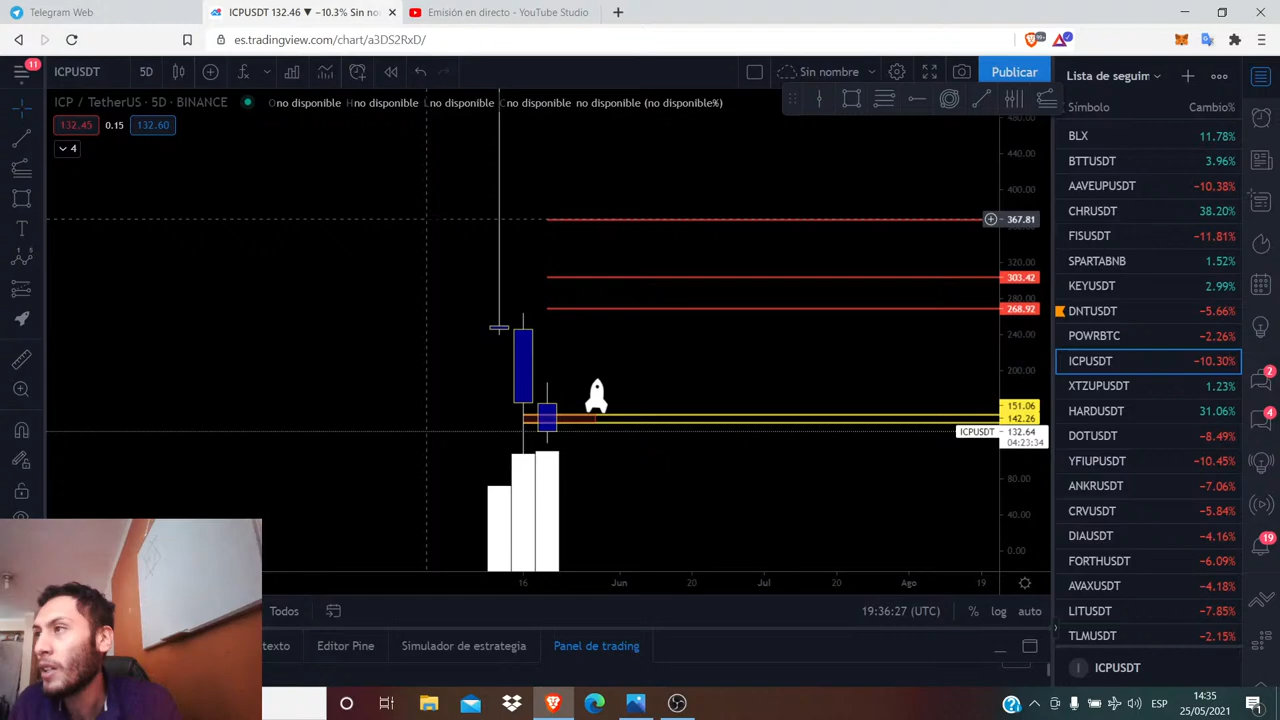 Telegram Web
ICPUSDT 132.46 ▼ −10.3% Sin no
Emisión en directo - YouTube Studio
es.tradingview.com/chart/a3DS2RxD/
99+
11
ICPUSDT
5D
Sin nombre
Publicar
Lista de seguim
ICP / TetherUS · 5D · BINANCE
no disponible
no disponible
no disponible
no disponible
no disponible (no disponible%)
132.45
0.15
132.60
4
480.00
440.00
400.00
367.81
320.00
303.42
280.00
268.92
240.00
200.00
151.06
142.26
ICPUSDT
132.64
04:23:34
80.00
40.00
0.00
16
Jun
20
Jul
20
Ago
19
Símbolo
Cambio%
BLX 11.78%
BTTUSDT 3.96%
AAVEUPUSDT −10.38%
CHRUSDT 38.20%
FISUSDT −11.81%
SPARTABNB 1.52%
KEYUSDT 2.99%
DNTUSDT −5.66%
POWRBTC −2.26%
ICPUSDT −10.30%
XTZUPUSDT 1.23%
HARDUSDT 31.06%
DOTUSDT −8.49%
YFIUPUSDT −10.45%
ANKRUSDT −7.06%
CRVUSDT −5.84%
DIAUSDT −4.16%
FORTHUSDT −6.09%
AVAXUSDT −4.18%
LITUSDT −7.85%
TLMUSDT −2.15%
I
ICPUSDT
2
4
19
Todos
19:36:27 (UTC)
%
log
auto
texto
Editor Pine
Simulador de estrategia
Panel de trading
ESP
14:35
25/05/2021
1